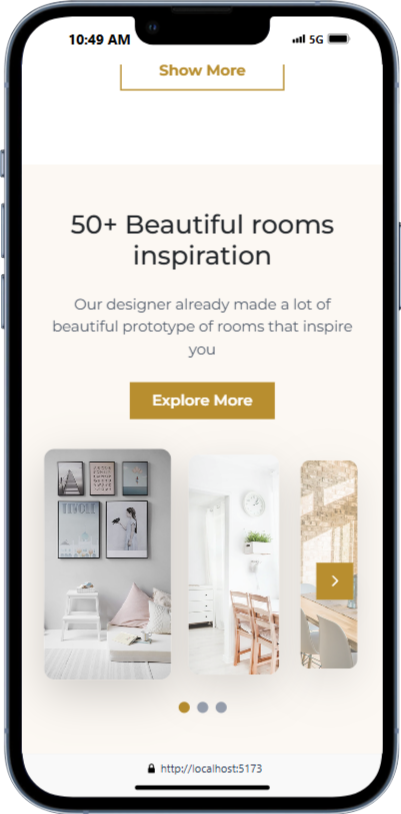 10:49 AM
5G
Show More
50+ Beautiful rooms
inspiration
Our designer already made a lot of
beautiful prototype of rooms that inspire
you
Explore More
http://localhost:5173